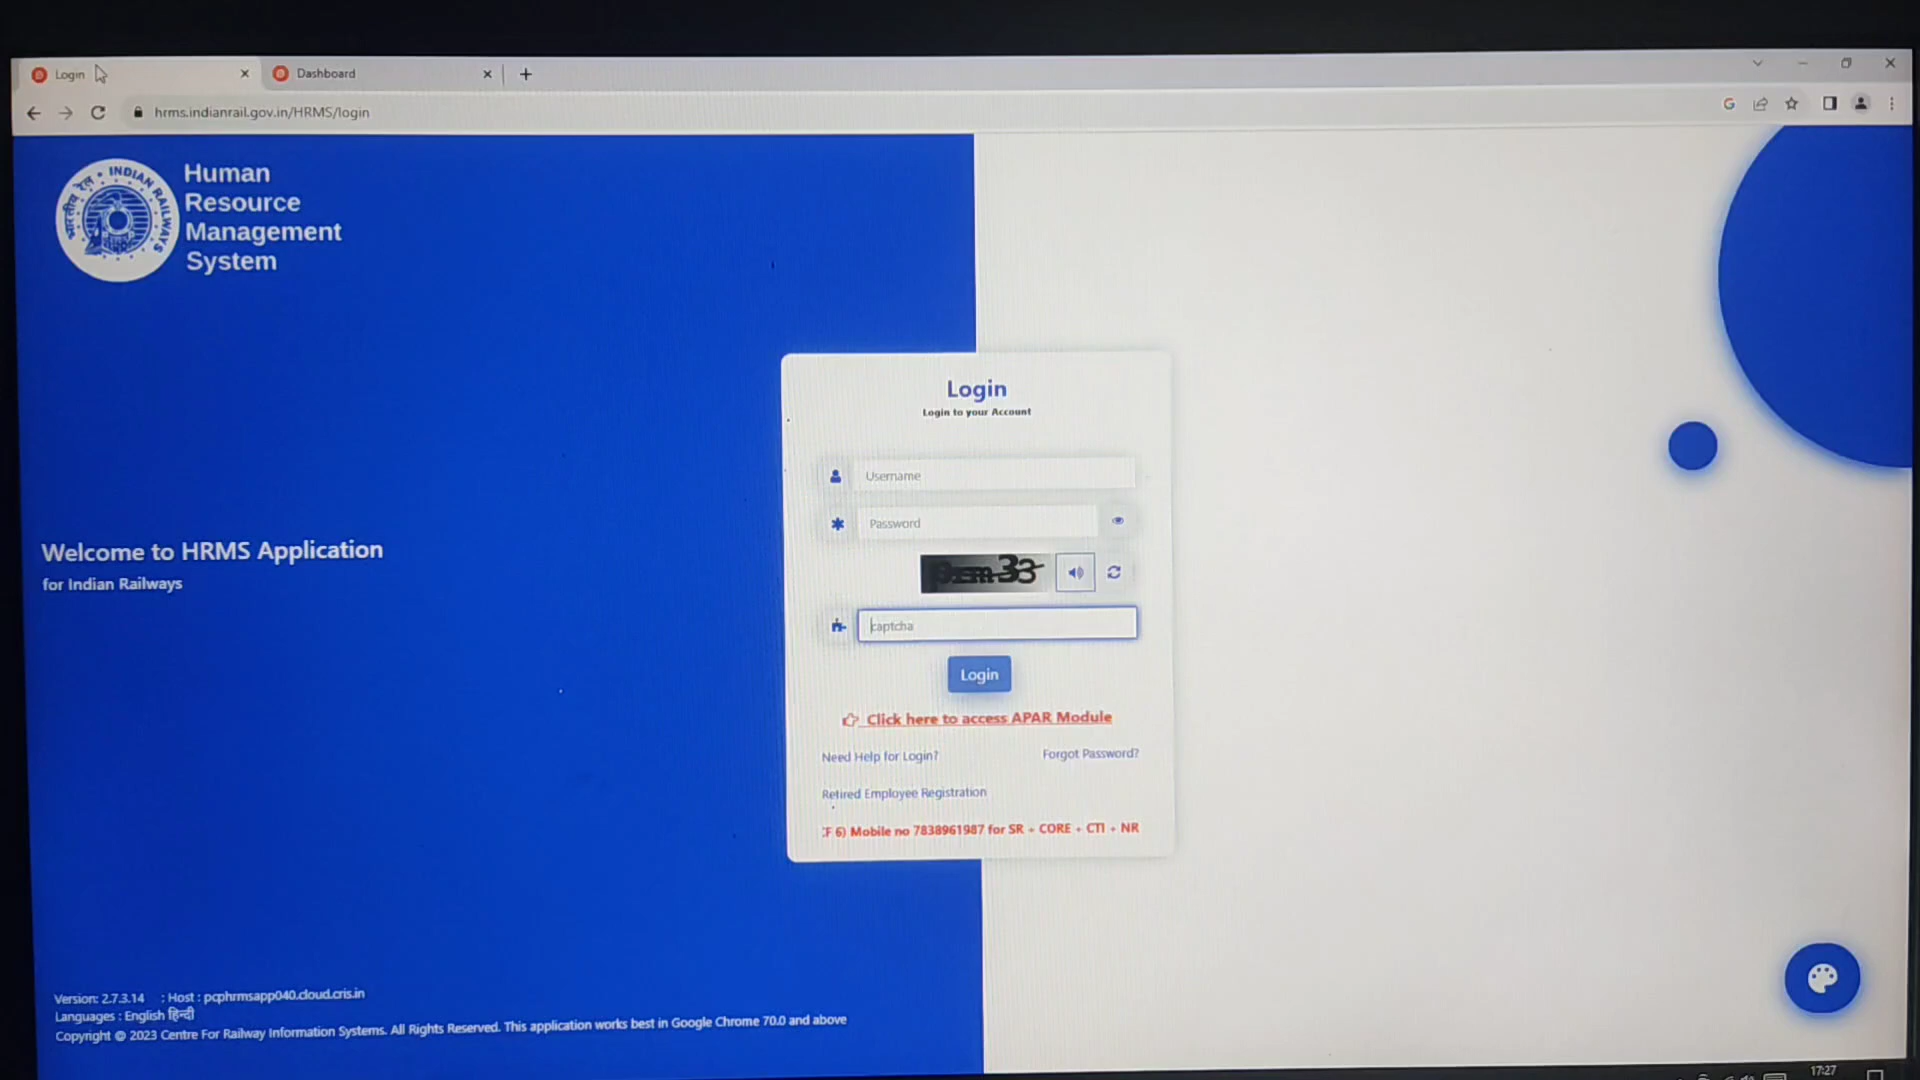 Login
Dashboard
hrms.indianrail.gov.in/HRMS/login
भारतीय रेल • INDIAN RAILWAYS
Human
Resource
Management
System
Login
Login to your Account
Username
Password
captcha
Login
Click here to access APAR Module
Need Help for Login?
Forgot Password?
Retired Employee Registration
6) Mobile no 7838961987 for SR + CORE + CTI + NR
Welcome to HRMS Application
for Indian Railways
Version: 2.7.3.14 : Host : pcphrmsapp040.cloud.cris.in
Languages : English हिन्दी
Copyright © 2023 Centre For Railway Information Systems. All Rights Reserved. This application works best in Google Chrome 70.0 and above
17:27